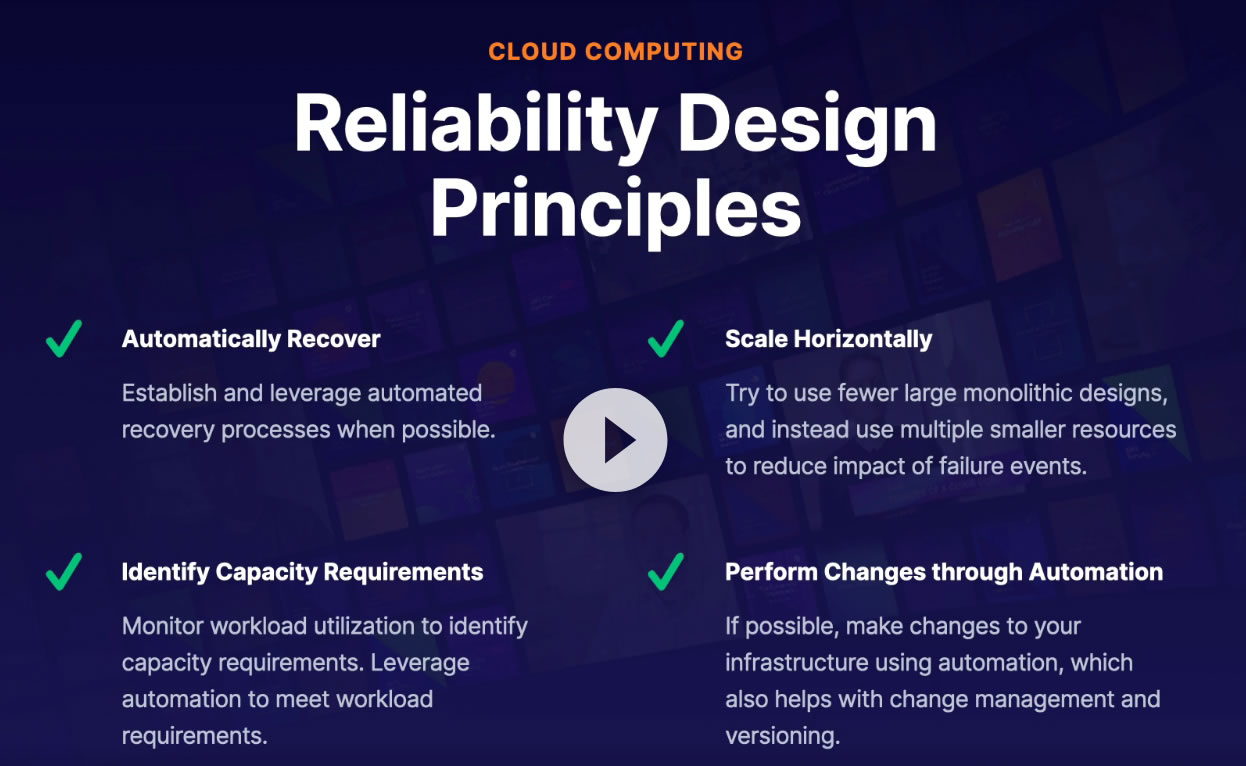 CLOUD COMPUTING
Reliability Design
Principles
Automatically Recover
Establish and leverage automated
recovery processes when possible.
Scale Horizontally
Try to use fewer large monolithic designs,
and instead use multiple smaller resources
to reduce impact of failure events.
Identify Capacity Requirements
Monitor workload utilization to identify
capacity requirements. Leverage
automation to meet workload
requirements.
Perform Changes through Automation
If possible, make changes to your
infrastructure using automation, which
also helps with change management and
versioning.